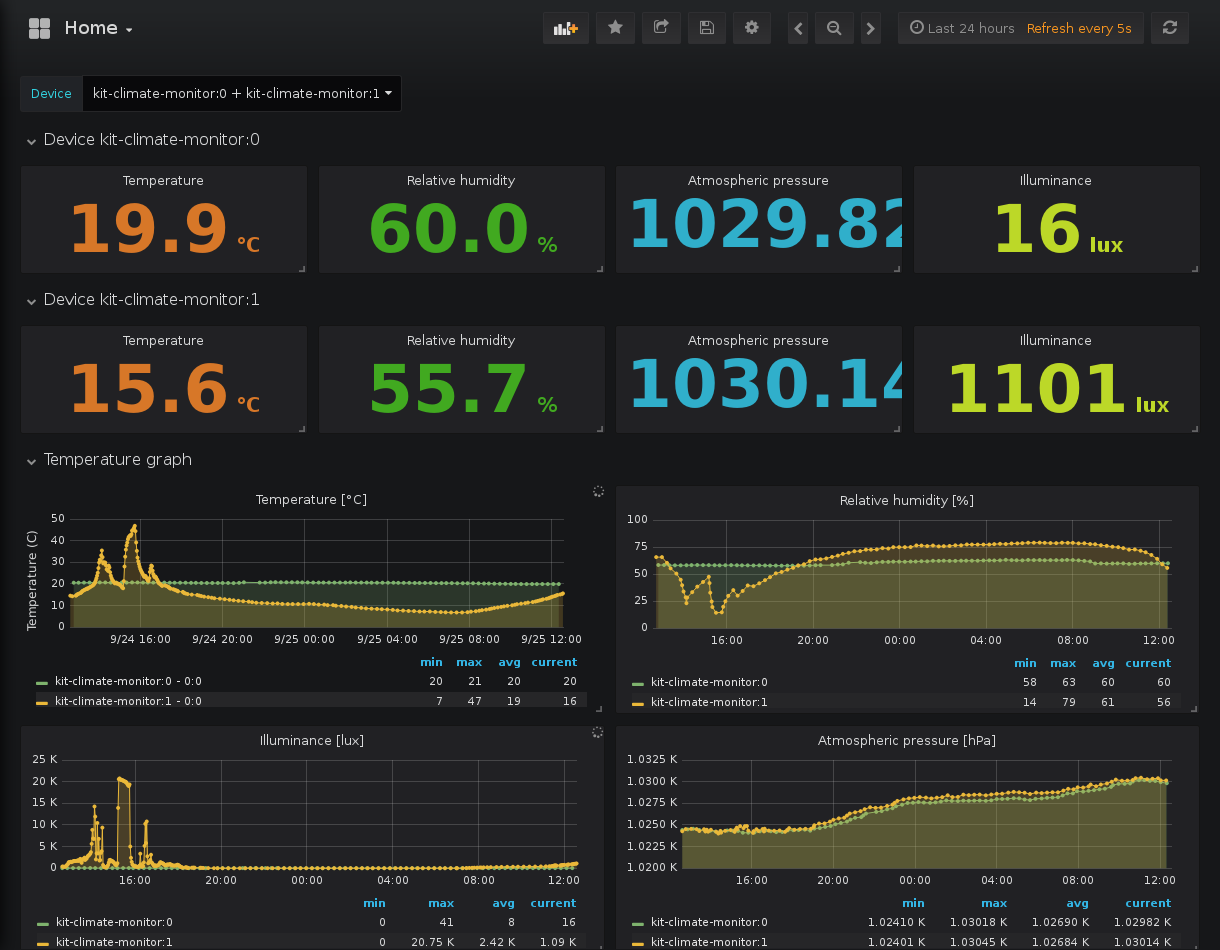 Home
Last 24 hours Refresh every 5s
Device kit-climate-monitor:0 + kit-climate-monitor:1
Device kit-climate-monitor:0
Temperature Relative humidity Atmospheric pressure Illuminance
19.9 °C 60.0 % 1029.82 16 lux
Device kit-climate-monitor:1
Temperature Relative humidity Atmospheric pressure Illuminance
15.6 °C 55.7 % 1030.14 1101 lux
Temperature graph
Temperature [°C]
Temperature (C)
50
40
30
20
10
0
9/24 16:00 9/24 20:00 9/25 00:00 9/25 04:00 9/25 08:00 9/25 12:00
min max avg current
kit-climate-monitor:0 - 0:0 20 21 20 20
kit-climate-monitor:1 - 0:0 7 47 19 16
Relative humidity [%]
100
75
50
25
0
16:00 20:00 00:00 04:00 08:00 12:00
min max avg current
kit-climate-monitor:0 58 63 60 60
kit-climate-monitor:1 14 79 61 56
Illuminance [lux]
25 K
20 K
15 K
10 K
5 K
0
16:00 20:00 00:00 04:00 08:00 12:00
min max avg current
kit-climate-monitor:0 0 41 8 16
kit-climate-monitor:1 0 20.75 K 2.42 K 1.09 K
Atmospheric pressure [hPa]
1.0325 K
1.0300 K
1.0275 K
1.0250 K
1.0225 K
1.0200 K
16:00 20:00 00:00 04:00 08:00 12:00
min max avg current
kit-climate-monitor:0 1.02410 K 1.03018 K 1.02690 K 1.02982 K
kit-climate-monitor:1 1.02401 K 1.03045 K 1.02684 K 1.03014 K